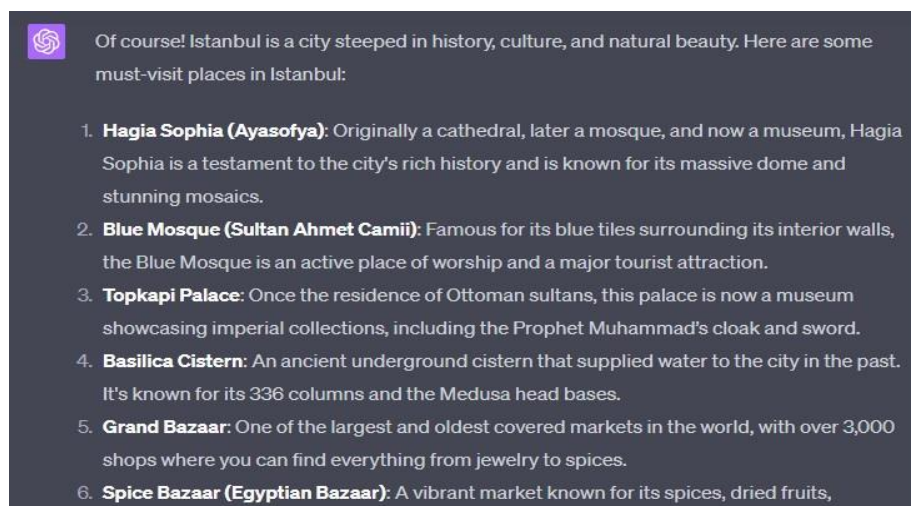 Of course! Istanbul is a city steeped in history, culture, and natural beauty. Here are some
must-visit places in Istanbul:
1. Hagia Sophia (Ayasofya): Originally a cathedral, later a mosque, and now a museum, Hagia
Sophia is a testament to the city's rich history and is known for its massive dome and
stunning mosaics.
2. Blue Mosque (Sultan Ahmet Camii): Famous for its blue tiles surrounding its interior walls,
the Blue Mosque is an active place of worship and a major tourist attraction.
3. Topkapi Palace: Once the residence of Ottoman sultans, this palace is now a museum
showcasing imperial collections, including the Prophet Muhammad's cloak and sword.
4. Basilica Cistern: An ancient underground cistern that supplied water to the city in the past.
It's known for its 336 columns and the Medusa head bases.
5. Grand Bazaar: One of the largest and oldest covered markets in the world, with over 3,000
shops where you can find everything from jewelry to spices.
6. Spice Bazaar (Egyptian Bazaar): A vibrant market known for its spices, dried fruits,